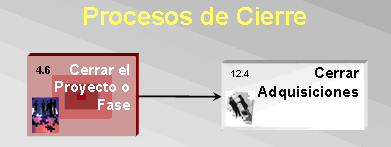 Procesos de Cierre
4.6 Cerrar el
Proyecto o
Fase
12.4 Cerrar
Adquisiciones